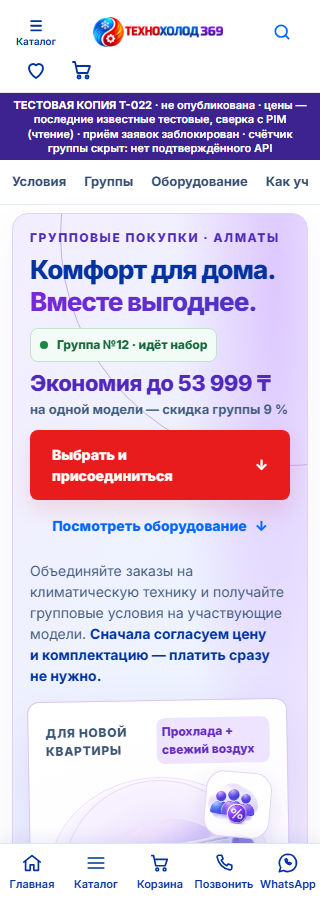 Каталог
ТЕХНОХОЛОД 369
ТЕСТОВАЯ КОПИЯ T-022 · не опубликована · цены —
последние известные тестовые, сверка с PIM
(чтение) · приём заявок заблокирован · счётчик
группы скрыт: нет подтверждённого API
Условия Группы Оборудование Как уч
ГРУППОВЫЕ ПОКУПКИ · АЛМАТЫ
Комфорт для дома.
Вместе выгоднее.
Группа №12 · идёт набор
Экономия до 53 999 ₸
на одной модели — скидка группы 9 %
Выбрать и
присоединиться ↓
Посмотреть оборудование ↓
Объединяйте заказы на
климатическую технику и получайте
групповые условия на участвующие
модели. Сначала согласуем цену
и комплектацию — платить сразу
не нужно.
ДЛЯ НОВОЙ
КВАРТИРЫ
Прохлада +
свежий воздух
%
Главная Каталог Корзина Позвонить WhatsApp